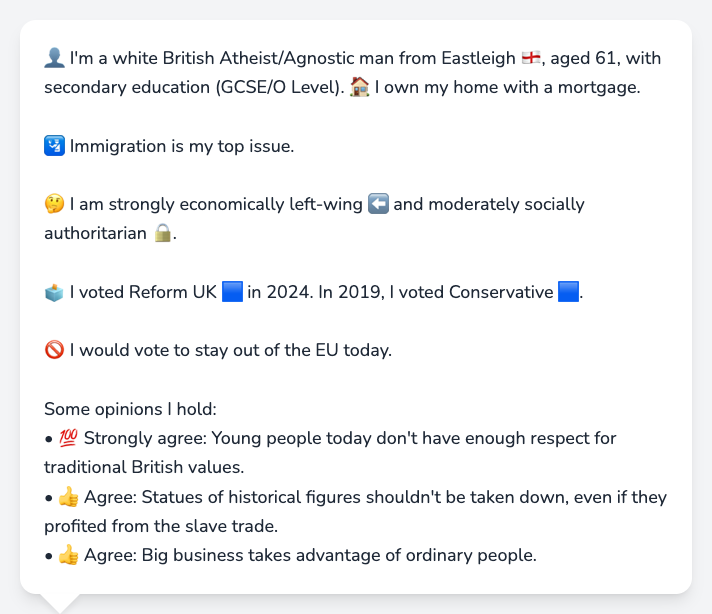 👤 I'm a white British Atheist/Agnostic man from Eastleigh 🏴󠁧󠁢󠁥󠁮󠁧󠁿, aged 61, with
secondary education (GCSE/O Level). 🏠 I own my home with a mortgage.
🛂 Immigration is my top issue.
🤔 I am strongly economically left-wing ⬅️ and moderately socially
authoritarian 🔒.
🗳️ I voted Reform UK 🟦 in 2024. In 2019, I voted Conservative 🟦.
🚫 I would vote to stay out of the EU today.
Some opinions I hold:
• 💯 Strongly agree: Young people today don't have enough respect for
traditional British values.
• 👍 Agree: Statues of historical figures shouldn't be taken down, even if they
profited from the slave trade.
• 👍 Agree: Big business takes advantage of ordinary people.